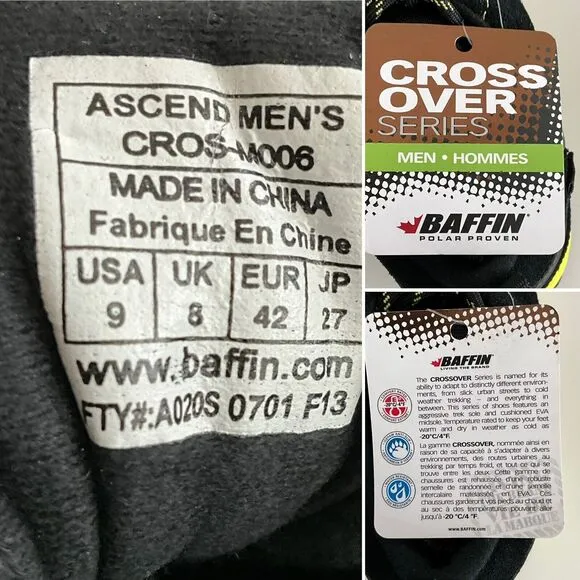 ASCEND MEN'S
CROS-M006
MADE IN CHINA
Fabrique En Chine
USA UK EUR JP
9 8 42 27
www.baffin.com
FTY#:A020S 0701 F13
CROSS
OVER
SERIES
MEN • HOMMES
BAFFIN
POLAR PROVEN
BAFFIN
LIVING THE BRAND
The CROSSOVER Series is named for its
ability to adapt to distinctly different environ-
ments, from slick urban streets to cold
weather trekking — and everything in
between. This series of shoes features an
aggressive trek sole and cushioned EVA
midsole. Temperature rated to keep your feet
warm and dry in weather as cold as
-20°C/4°F.
La gamme CROSSOVER, nommée ainsi en
raison de sa capacité à s'adapter à divers
environnements, des routes urbaines au
trekking par temps froid, et tout ce qui se
trouve entre les deux. Cette gamme de
chaussures est rehaussée d'une robuste
semelle de randonnée et d'une semelle
intercalaire matelassée en EVA. Ces
chaussures garderont vos pieds au chaud et
au sec à des températures pouvant aller
jusqu'à -20 °C/4 °F.
WWW.BAFFIN.COM
LA MARQUE